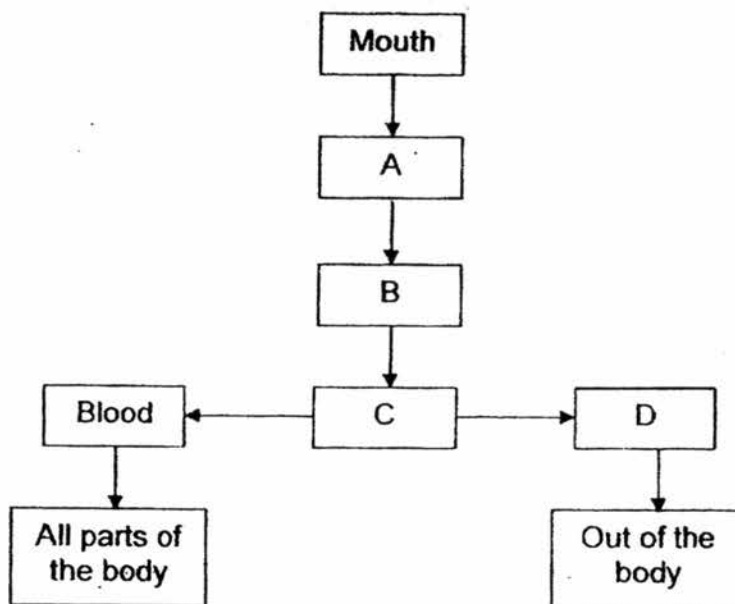 Mouth
A
B
Blood
C
D
All parts of
the body
Out of the
body